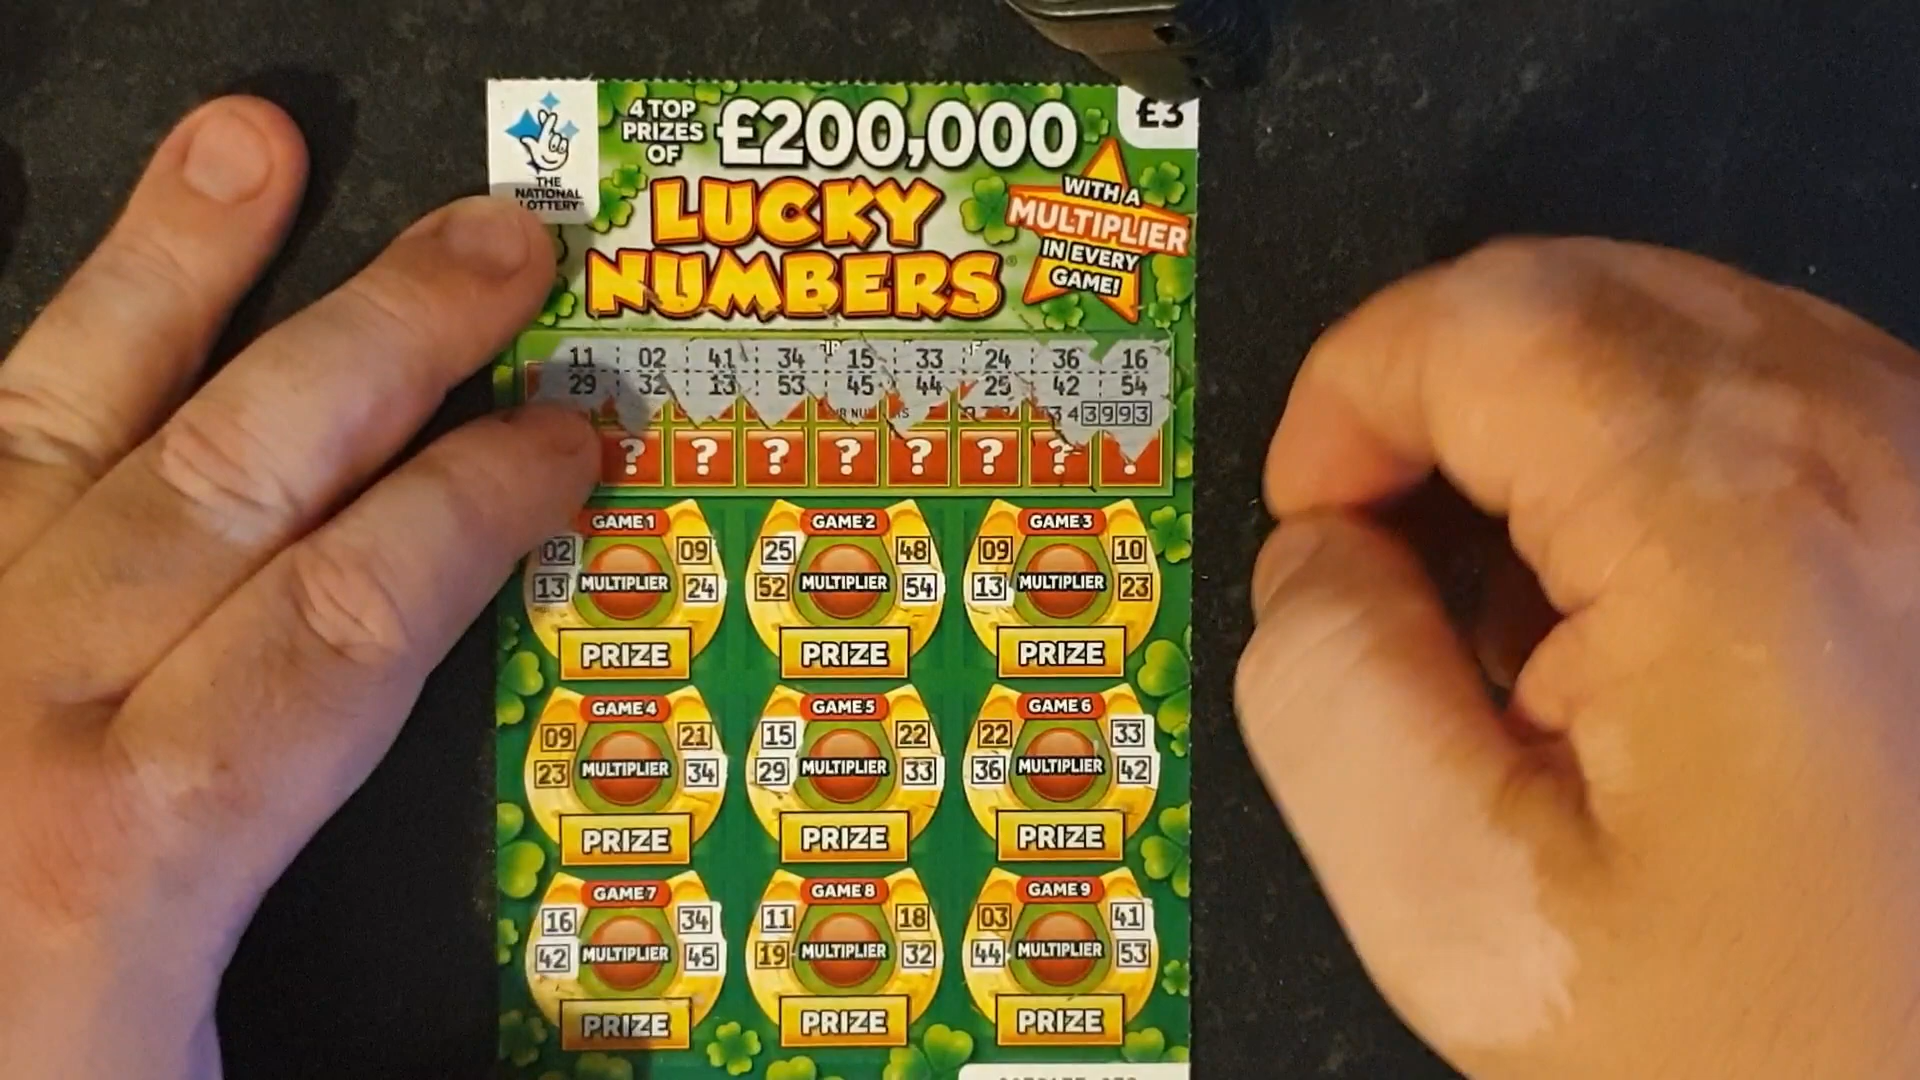 THE
NATIONAL
LOTTERY
4 TOP
PRIZES
OF
£200,000
£3
LUCKY
NUMBERS
WITH A
MULTIPLIER
IN EVERY
GAME!
11 02 41 34 15 33 24 36 16
29 32 13 53 45 44 25 42 54
3993
? ? ? ? ? ? ? ?
GAME 1 GAME 2 GAME 3
02 09 25 48 09 10
13 MULTIPLIER 24 52 MULTIPLIER 54 13 MULTIPLIER 23
PRIZE PRIZE PRIZE
GAME 4 GAME 5 GAME 6
09 21 15 22 22 33
23 MULTIPLIER 34 29 MULTIPLIER 33 36 MULTIPLIER 42
PRIZE PRIZE PRIZE
GAME 7 GAME 8 GAME 9
16 34 11 18 03 41
42 MULTIPLIER 45 19 MULTIPLIER 32 44 MULTIPLIER 53
PRIZE PRIZE PRIZE